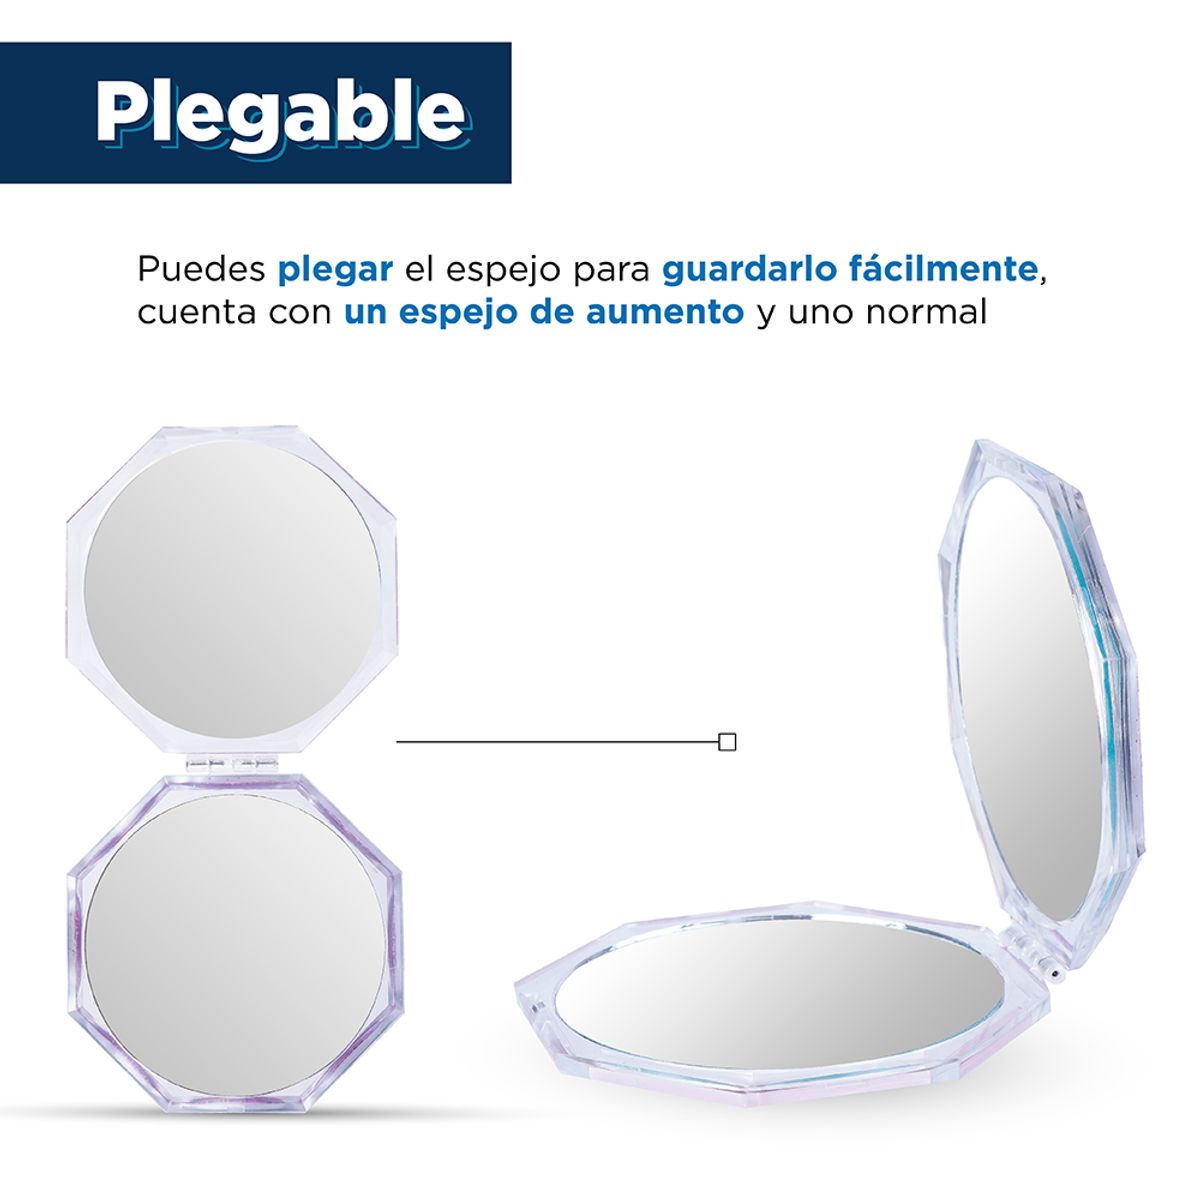 Plegable
Puedes plegar el espejo para guardarlo fácilmente,
cuenta con un espejo de aumento y uno normal